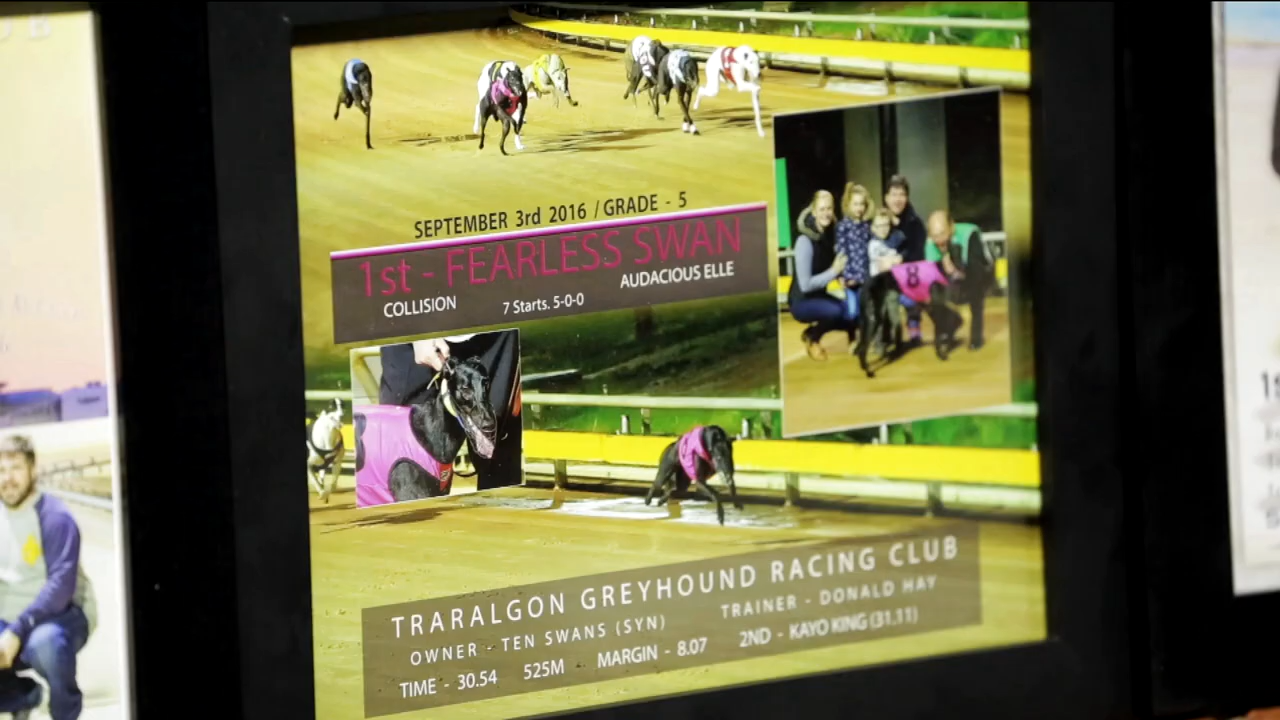 SEPTEMBER 3rd 2016 / GRADE - 5
1st - FEARLESS SWAN
COLLISION 7 Starts. 5-0-0 AUDACIOUS ELLE
8
TRARALGON GREYHOUND RACING CLUB
OWNER - TEN SWANS (SYN) TRAINER - DONALD HAY
TIME - 30.54 525M MARGIN - 8.07 2ND - KAYO KING (31.11)